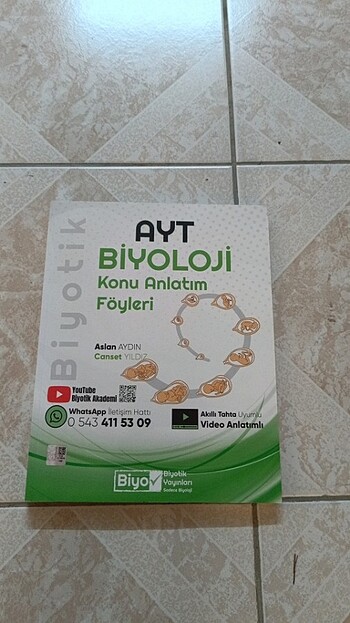 Biyotik
AYT
BİYOLOJİ
Konu Anlatım
Föyleri
Aslan AYDIN
Canset YILDIZ
YouTube
Biyotik Akademi
WhatsApp İletişim Hattı
0 543 411 53 09
Akıllı Tahta Uyumlu
Video Anlatımlı
Biyo
Biyotik
Yayınları